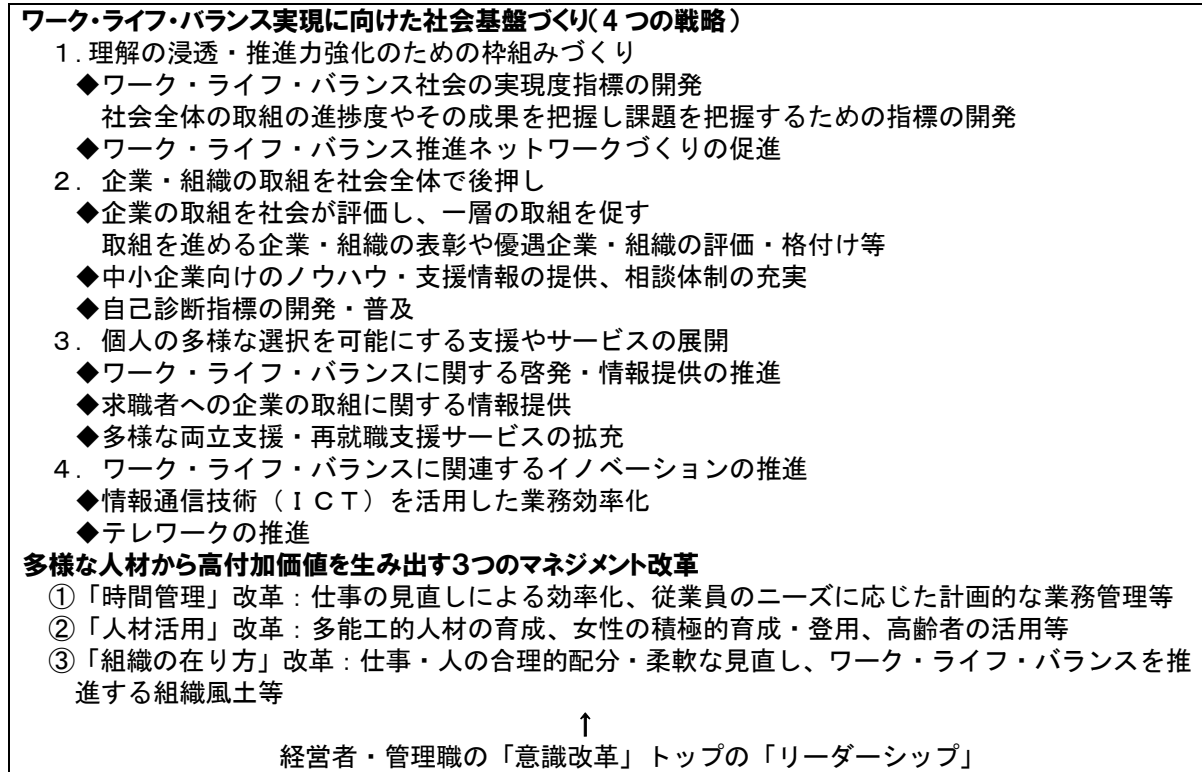 ワーク・ライフ・バランス実現に向けた社会基盤づくり(4つの戦略)
1.理解の浸透・推進力強化のための枠組みづくり
◆ワーク・ライフ・バランス社会の実現度指標の開発
社会全体の取組の進捗度やその成果を把握し課題を把握するための指標の開発
◆ワーク・ライフ・バランス推進ネットワークづくりの促進
2.企業・組織の取組を社会全体で後押し
◆企業の取組を社会が評価し、一層の取組を促す
取組を進める企業・組織の表彰や優遇企業・組織の評価・格付け等
◆中小企業向けのノウハウ・支援情報の提供、相談体制の充実
◆自己診断指標の開発・普及
3.個人の多様な選択を可能にする支援やサービスの展開
◆ワーク・ライフ・バランスに関する啓発・情報提供の推進
◆求職者への企業の取組に関する情報提供
◆多様な両立支援・再就職支援サービスの拡充
4.ワーク・ライフ・バランスに関連するイノベーションの推進
◆情報通信技術(ICT)を活用した業務効率化
◆テレワークの推進
多様な人材から高付加価値を生み出す3つのマネジメント改革
①「時間管理」改革:仕事の見直しによる効率化、従業員のニーズに応じた計画的な業務管理等
②「人材活用」改革:多能工的人材の育成、女性の積極的育成・登用、高齢者の活用等
③「組織の在り方」改革:仕事・人の合理的配分・柔軟な見直し、ワーク・ライフ・バランスを推
進する組織風土等
↑
経営者・管理職の「意識改革」トップの「リーダーシップ」